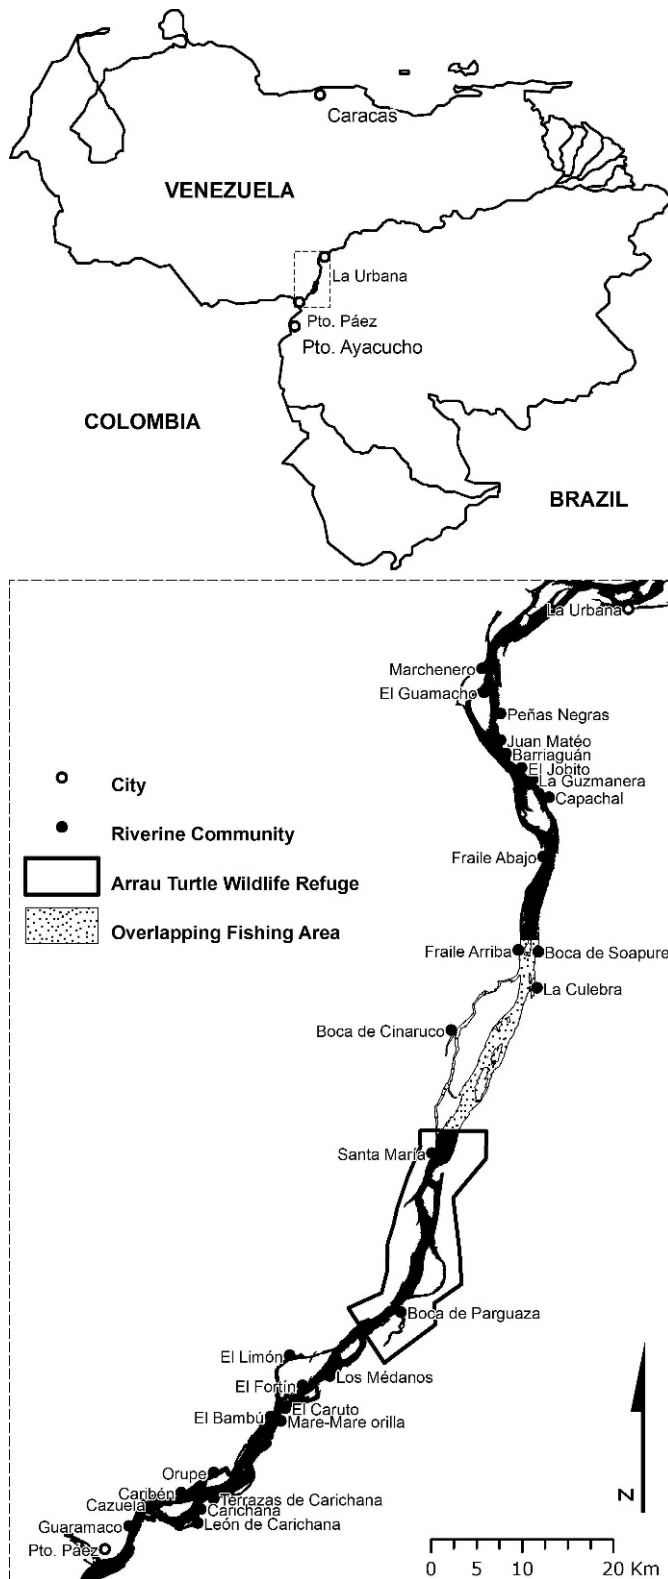 Caracas
VENEZUELA
La Urbana
Pto. Páez
Pto. Ayacucho
COLOMBIA
BRAZIL
La Urbana
Marchenero
El Guamacho
Peñas Negras
Juan Matéo
Barriaguán
El Jobito
La Guzmanera
Capachal
City
Riverine Community
Fraile Abajo
Arrau Turtle Wildlife Refuge
Overlapping Fishing Area
Fraile Arriba
Boca de Soapure
La Culebra
Boca de Cinaruco
Santa María
Boca de Parguaza
El Limón
Los Médanos
El Fortín
El Caruto
El Bambú
Mare-Mare orilla
Orupe
Caribén
Terrazas de Carichana
Cazuela
Carichana
León de Carichana
Guaramaco
Pto. Páez
N
0 5 10 20 Km